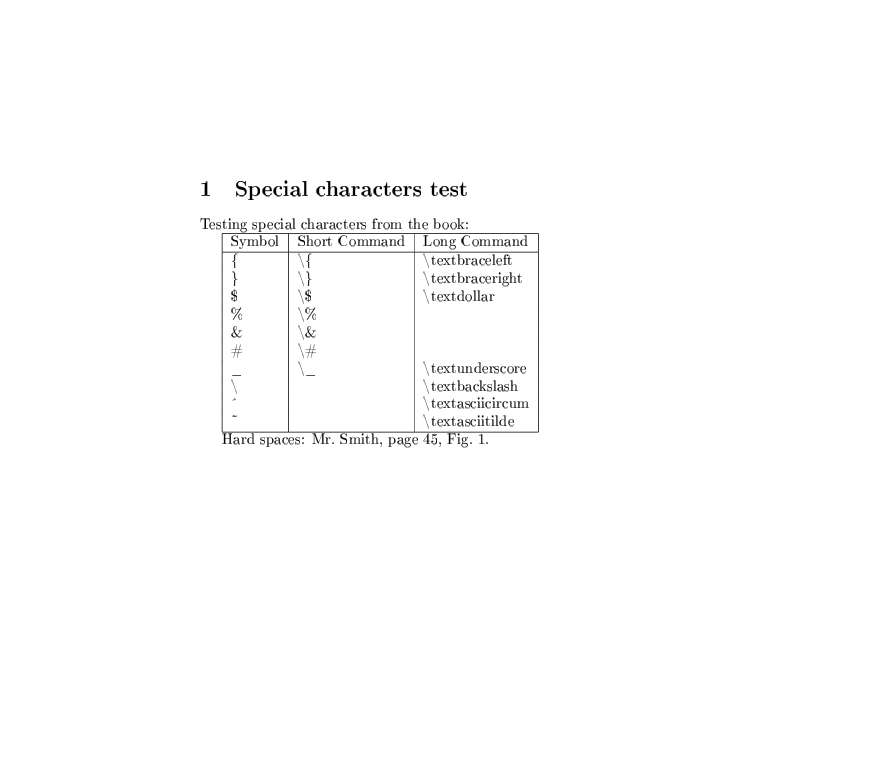 1 Special characters test
Testing special characters from the book:
Symbol Short Command Long Command
{ \{ \textbraceleft
} \} \textbraceright
$ \$ \textdollar
% \%
& \&
# \#
_ \_ \textunderscore
\ \textbackslash
^ \textasciicircum
~ \textasciitilde
Hard spaces: Mr. Smith, page 45, Fig. 1.